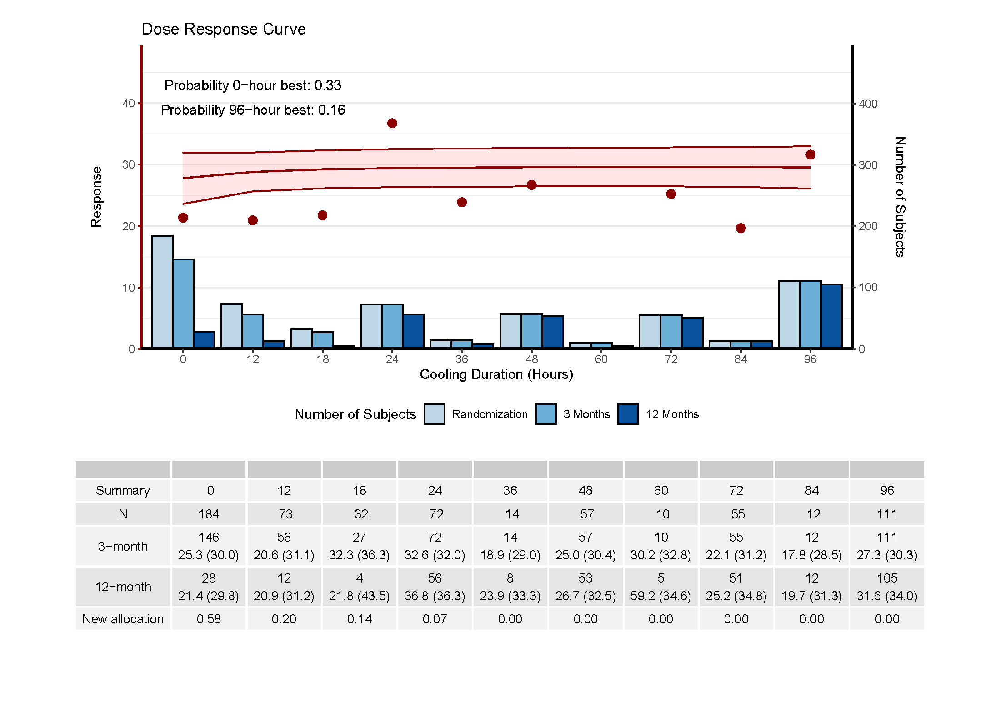 Dose Response Curve
Probability 0−hour best: 0.33
Probability 96−hour best: 0.16
Response
40
30
20
10
0
400
300
200
100
0
Number of Subjects
0 12 18 24 36 48 60 72 84 96
Cooling Duration (Hours)
Number of Subjects Randomization 3 Months 12 Months
Summary 0 12 18 24 36 48 60 72 84 96
N 184 73 32 72 14 57 10 55 12 111
3−month
146 56 27 72 14 57 10 55 12 111
25.3 (30.0) 20.6 (31.1) 32.3 (36.3) 32.6 (32.0) 18.9 (29.0) 25.0 (30.4) 30.2 (32.8) 22.1 (31.2) 17.8 (28.5) 27.3 (30.3)
12−month
28 12 4 56 8 53 5 51 12 105
21.4 (29.8) 20.9 (31.2) 21.8 (43.5) 36.8 (36.3) 23.9 (33.3) 26.7 (32.5) 59.2 (34.6) 25.2 (34.8) 19.7 (31.3) 31.6 (34.0)
New allocation 0.58 0.20 0.14 0.07 0.00 0.00 0.00 0.00 0.00 0.00